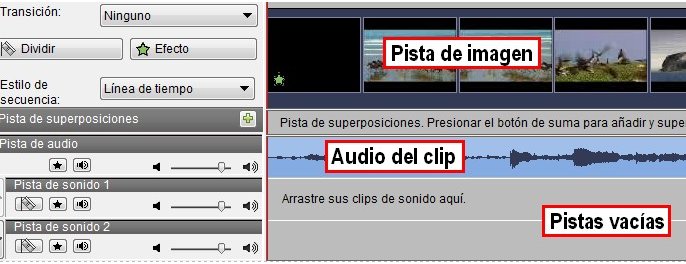 Transición:
Ninguno
Dividir
Efecto
Estilo de
secuencia:
Línea de tiempo
Pista de imagen
Pista de superposiciones
Pista de superposiciones. Presionar el botón de suma para añadir y super
Pista de audio
Audio del clip
Pista de sonido 1
Arrastre sus clips de sonido aquí.
Pistas vacías
Pista de sonido 2